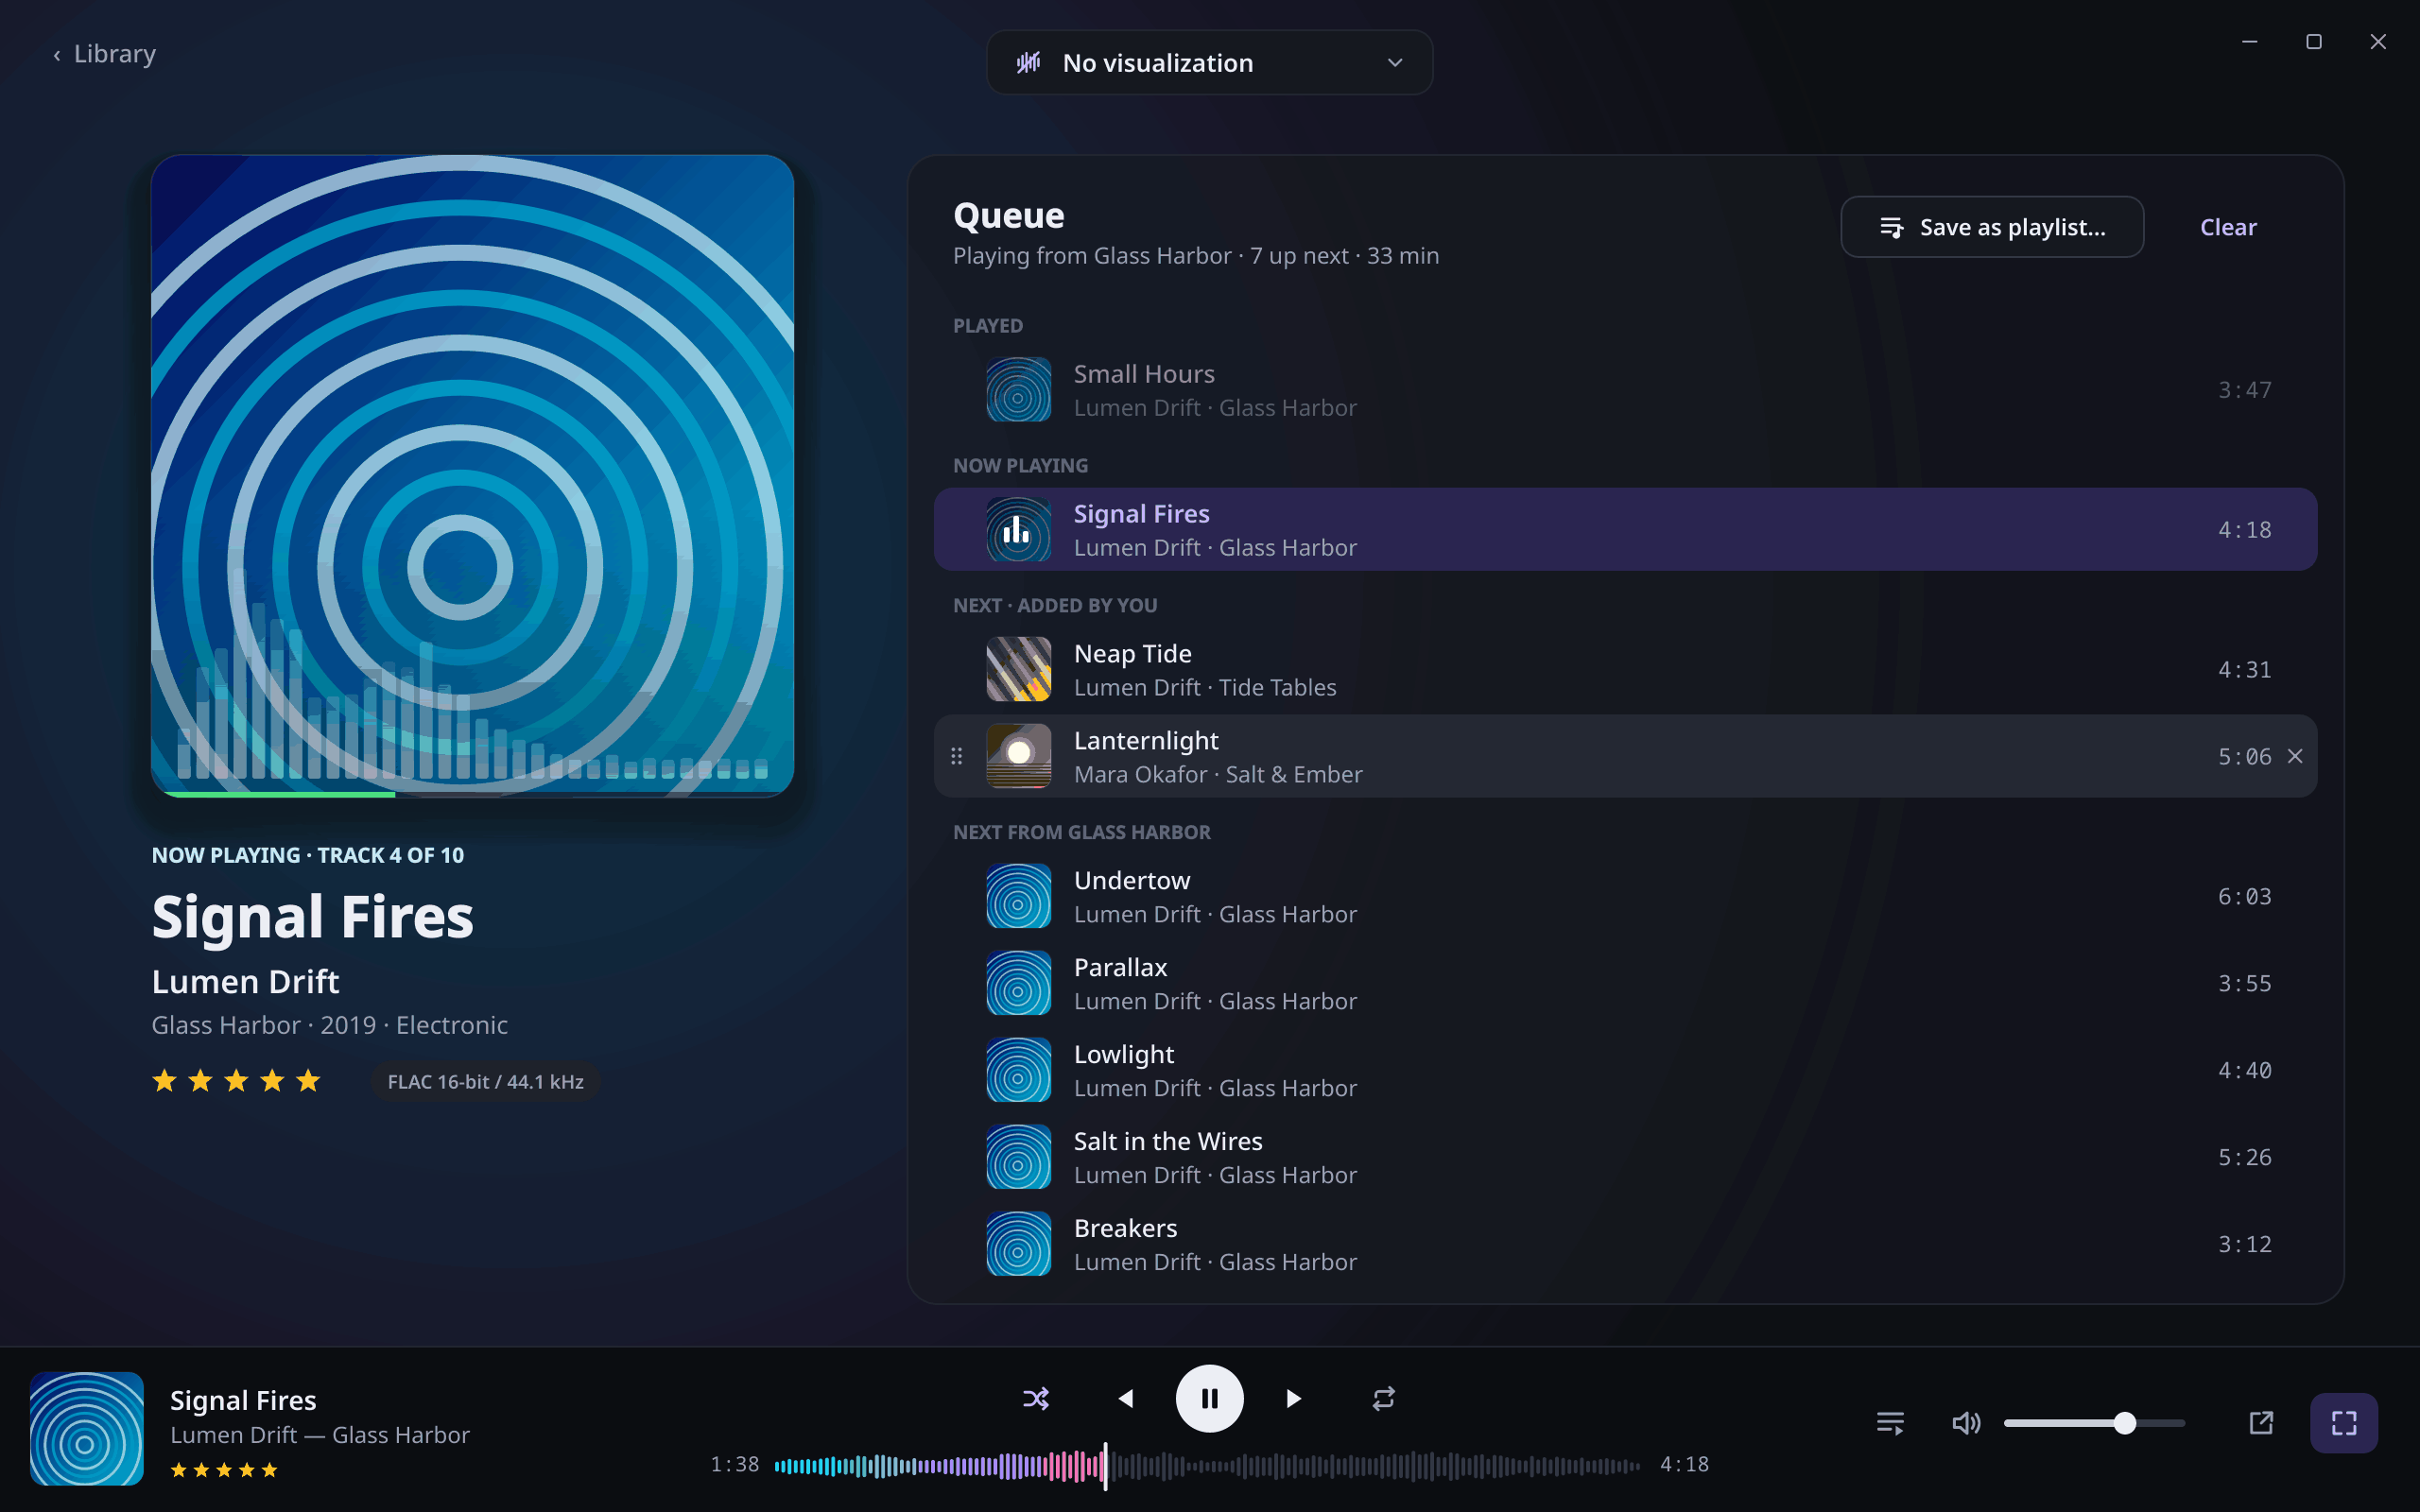 ‹ Library
No visualization
NOW PLAYING · TRACK 4 OF 10
Signal Fires
Lumen Drift
Glass Harbor · 2019 · Electronic
FLAC 16-bit / 44.1 kHz
Queue
Playing from Glass Harbor · 7 up next · 33 min
Save as playlist...
Clear
PLAYED
Small Hours
Lumen Drift · Glass Harbor
3:47
NOW PLAYING
Signal Fires
Lumen Drift · Glass Harbor
4:18
NEXT · ADDED BY YOU
Neap Tide
Lumen Drift · Tide Tables
4:31
Lanternlight
Mara Okafor · Salt & Ember
5:06
NEXT FROM GLASS HARBOR
Undertow
Lumen Drift · Glass Harbor
6:03
Parallax
Lumen Drift · Glass Harbor
3:55
Lowlight
Lumen Drift · Glass Harbor
4:40
Salt in the Wires
Lumen Drift · Glass Harbor
5:26
Breakers
Lumen Drift · Glass Harbor
3:12
Signal Fires
Lumen Drift — Glass Harbor
1:38
4:18